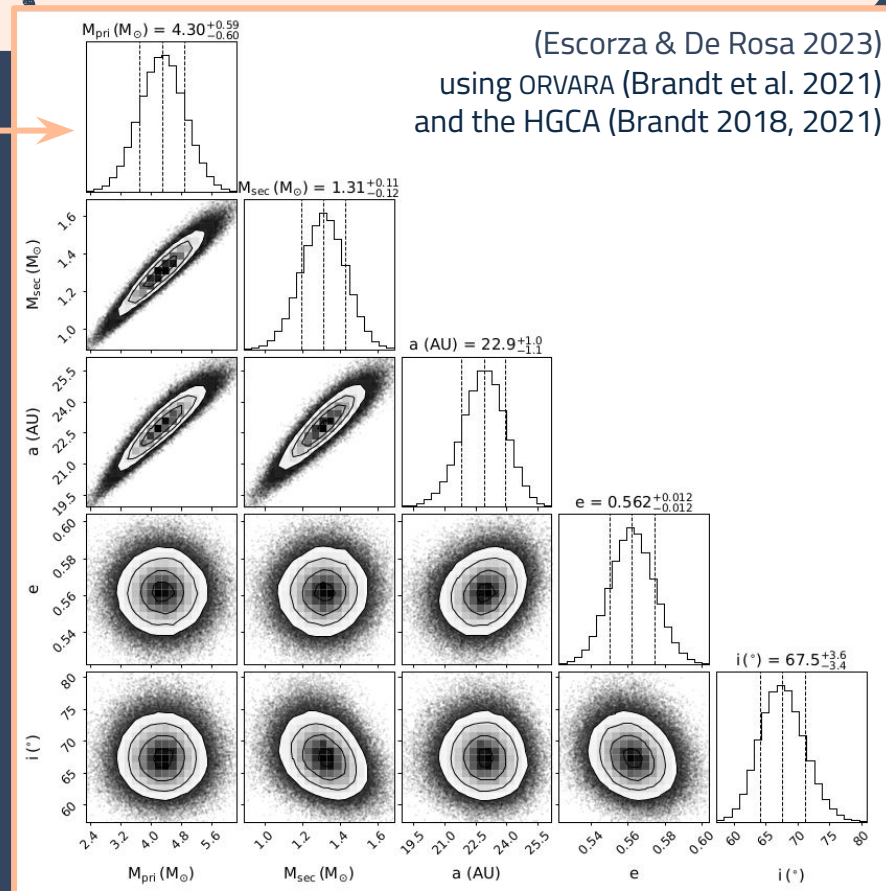 (Escorza & De Rosa 2023)
using ORVARA (Brandt et al. 2021)
and the HGCA (Brandt 2018, 2021)
M_pri (M_⊙) = 4.30 +0.59 −0.60
M_sec (M_⊙) = 1.31 +0.11 −0.12
M_sec (M_⊙)
1.6
1.4
1.2
1.0
a (AU) = 22.9 +1.0 −1.1
a (AU)
25.5
24.0
22.5
21.0
19.5
e = 0.562 +0.012 −0.012
e
0.60
0.58
0.56
0.54
i (°) = 67.5 +3.6 −3.4
i (°)
80
75
70
65
60
2.4 3.2 4.0 4.8 5.6
1.0 1.2 1.4 1.6
19.5 21.0 22.5 24.0 25.5
0.54 0.56 0.58 0.60
60 65 70 75 80
M_pri (M_⊙) M_sec (M_⊙) a (AU) e i (°)